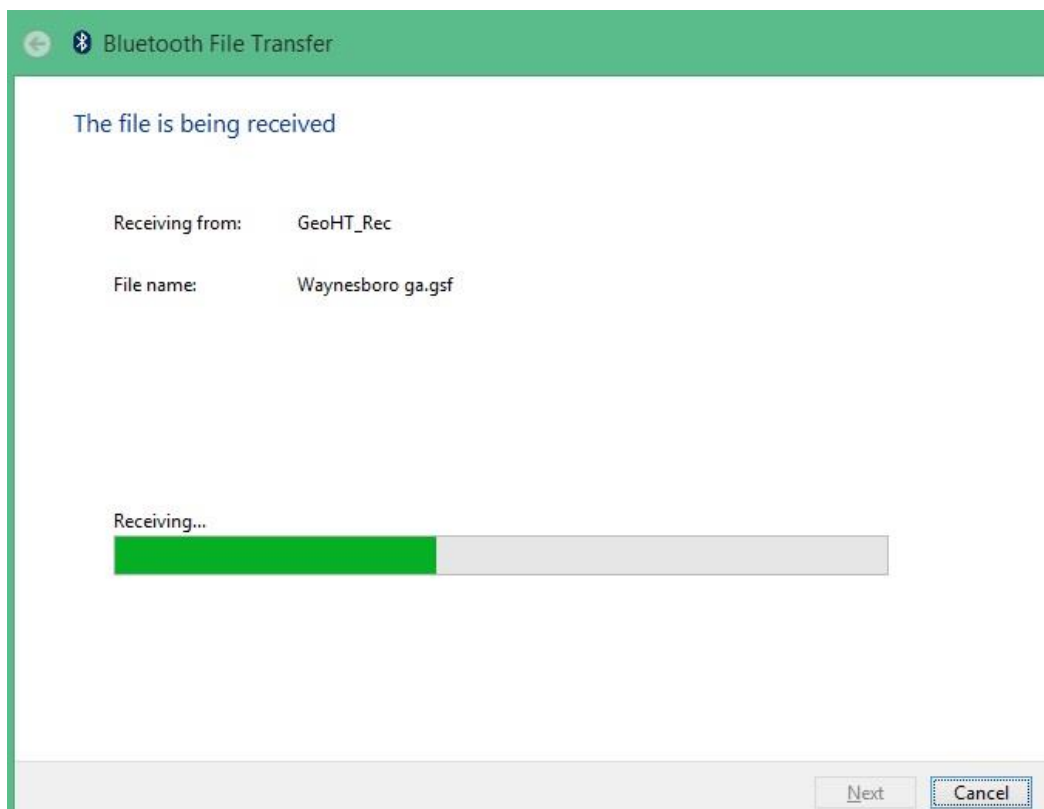 Bluetooth File Transfer
The file is being received
Receiving from: GeoHT_Rec
File name: Waynesboro ga.gsf
Receiving...
Next Cancel